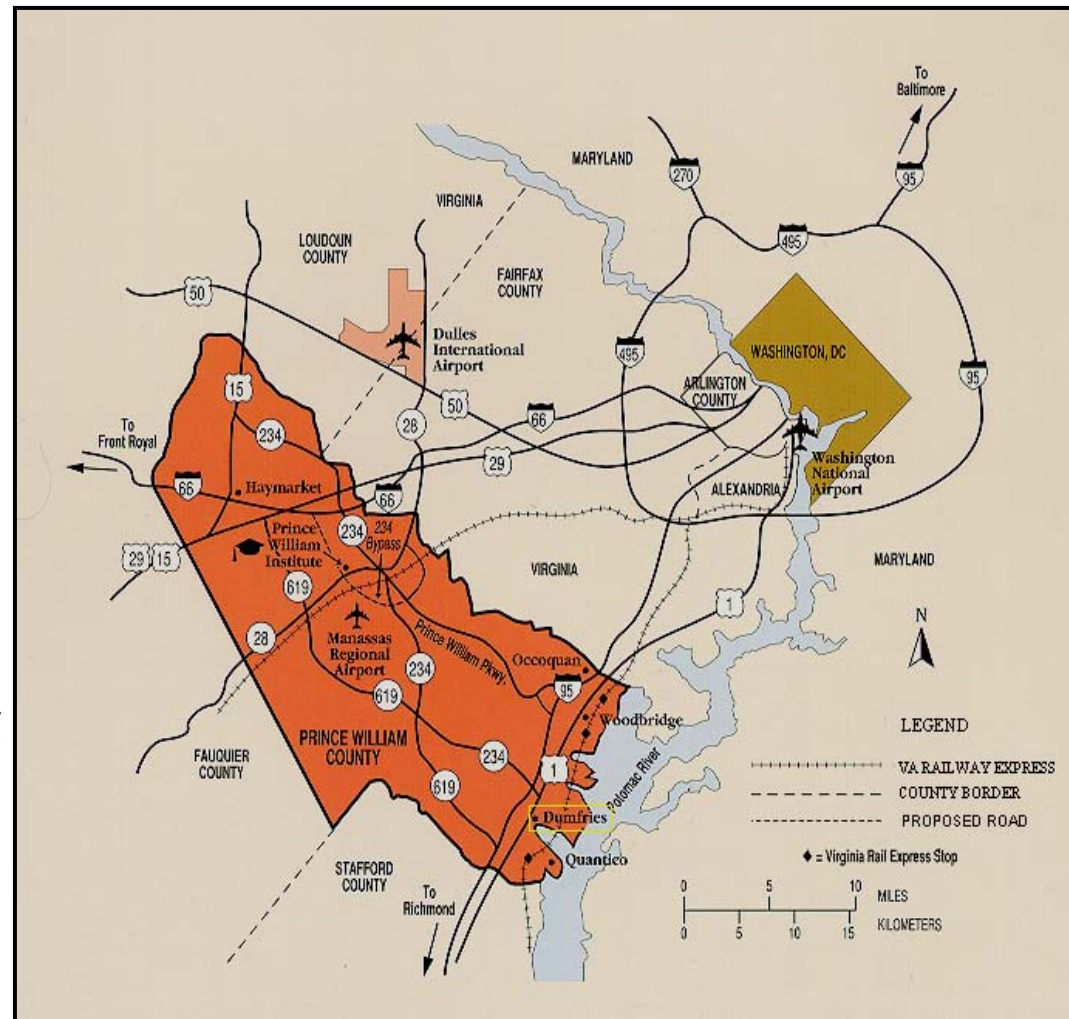 To
Baltimore
MARYLAND
270
95
VIRGINIA
495
LOUDOUN
COUNTY
FAIRFAX
COUNTY
50
Dulles
International
Airport
WASHINGTON, DC
495
95
ARLINGTON
COUNTY
15
50
28
66
To
Front Royal
234
29
Washington
National
Airport
66
Haymarket
66
ALEXANDRIA
Prince
William
Institute
234
234
Bypass
29 15
VIRGINIA
MARYLAND
619
1
28
Manassas
Regional
Airport
Prince William Pkwy.
N
234
Occoquan
619
95
Woodbridge
LEGEND
PRINCE WILLIAM
COUNTY
FAUQUIER
COUNTY
234
1
Potomac River
VA RAILWAY EXPRESS
619
COUNTY BORDER
Dumfries
PROPOSED ROAD
STAFFORD
COUNTY
Quantico
= Virginia Rail Express Stop
To
Richmond
0 5 10
MILES
KILOMETERS
0 5 10 15